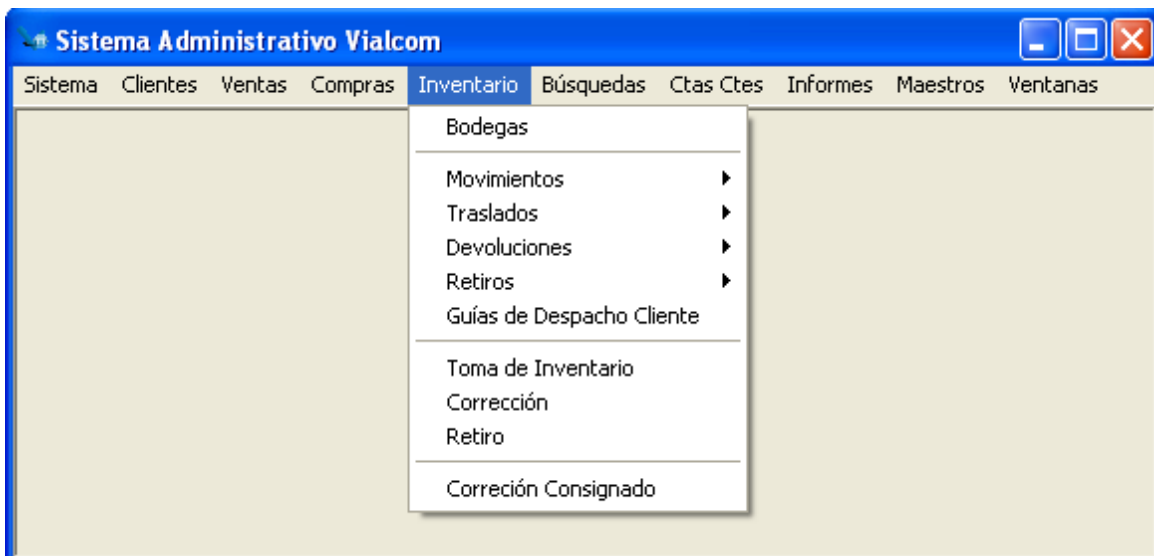 Sistema Administrativo Vialcom
Sistema Clientes Ventas Compras Inventario Búsquedas Ctas Ctes Informes Maestros Ventanas
Bodegas
Movimientos
Traslados
Devoluciones
Retiros
Guías de Despacho Cliente
Toma de Inventario
Corrección
Retiro
Correción Consignado